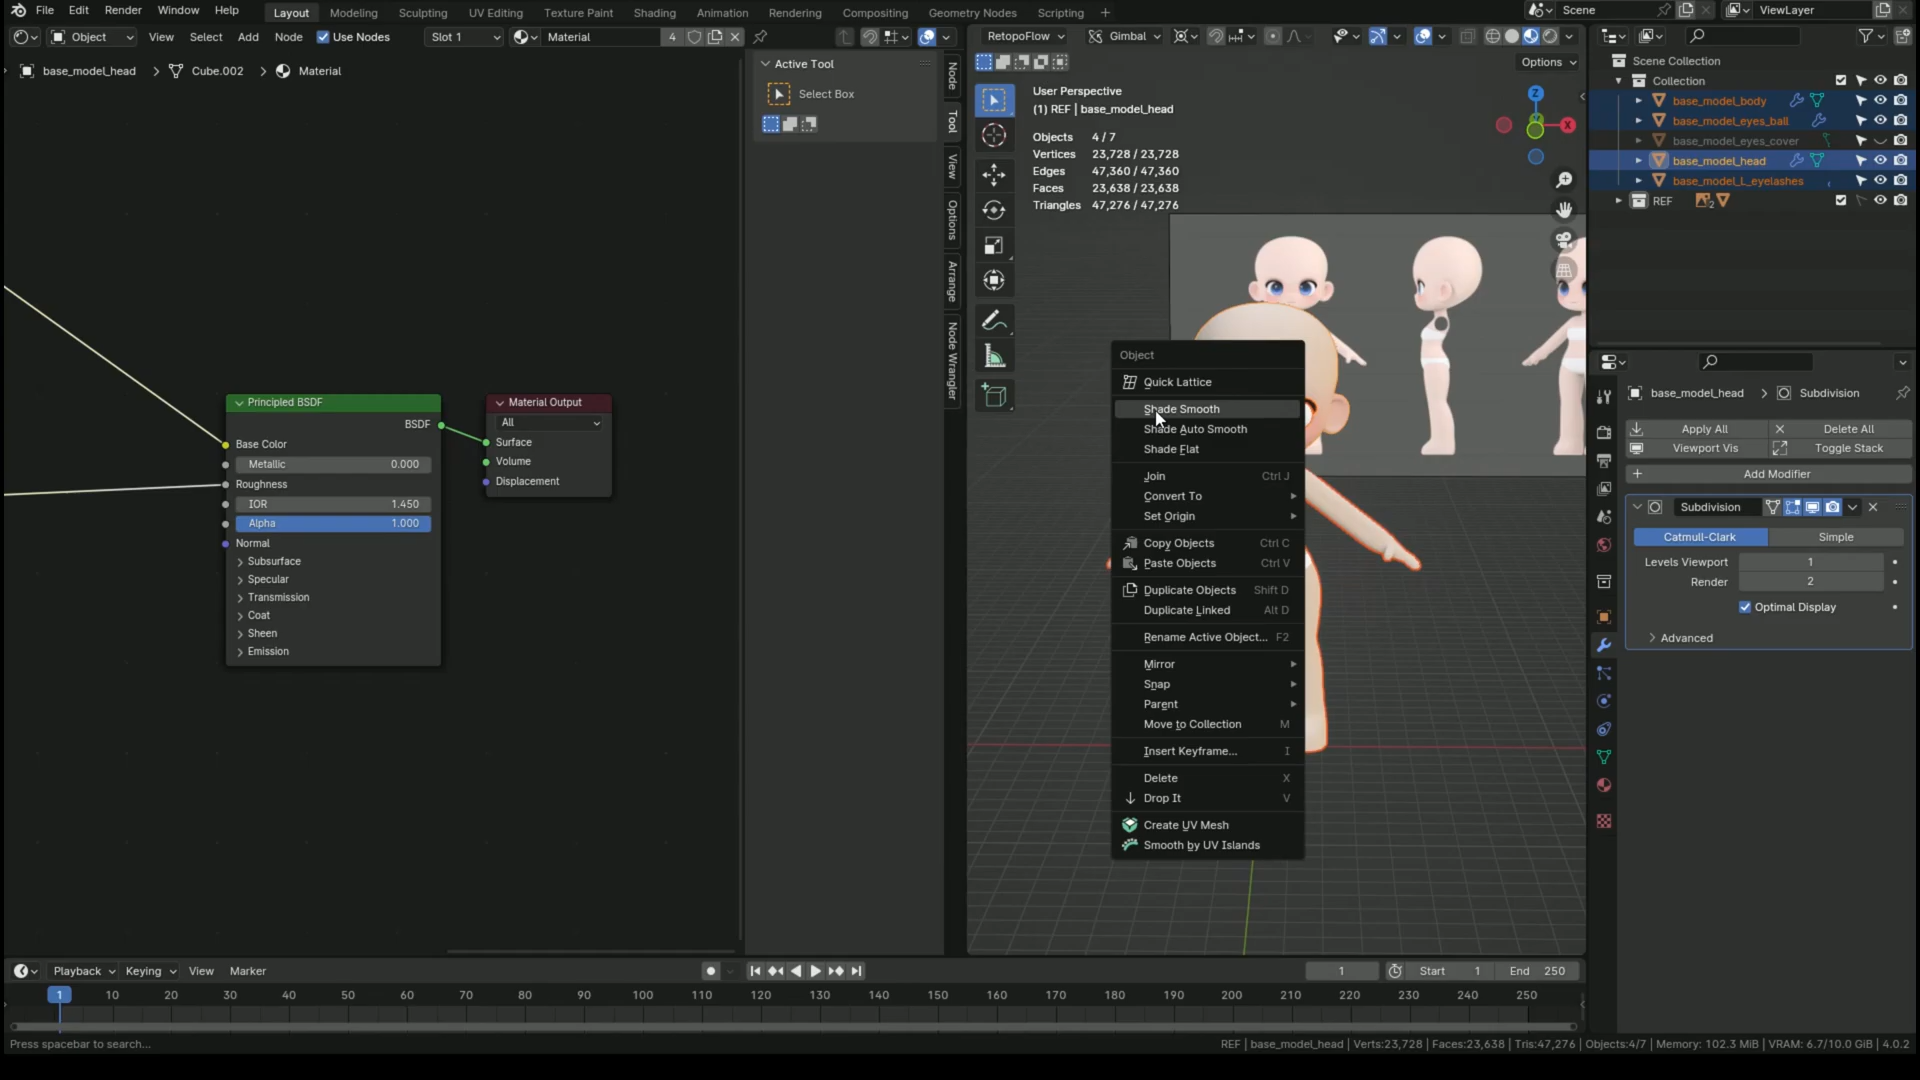 File Edit Render Window Help Layout Modeling Sculpting UV Editing Texture Paint Shading Animation Rendering Compositing Geometry Nodes Scripting + Scene ViewLayer
Object View Select Add Node Use Nodes Slot 1 Material 4
base_model_head > Cube.002 > Material
Active Tool
Select Box
Node
Tool
View
Options
Arrange
Node Wrangler
Principled BSDF
BSDF
Base Color
Metallic 0.000
Roughness
IOR 1.450
Alpha 1.000
Normal
Subsurface
Specular
Transmission
Coat
Sheen
Emission
Material Output
All
Surface
Volume
Displacement
RetopoFlow Gimbal
Options
User Perspective
(1) REF | base_model_head
Objects 4 / 7
Vertices 23,728 / 23,728
Edges 47,360 / 47,360
Faces 23,638 / 23,638
Triangles 47,276 / 47,276
Z
X
Object
Quick Lattice
Shade Smooth
Shade Auto Smooth
Shade Flat
Join Ctrl J
Convert To
Set Origin
Copy Objects Ctrl C
Paste Objects Ctrl V
Duplicate Objects Shift D
Duplicate Linked Alt D
Rename Active Object... F2
Mirror
Snap
Parent
Move to Collection M
Insert Keyframe... I
Delete X
Drop It V
Create UV Mesh
Smooth by UV Islands
Scene Collection
Collection
base_model_body
base_model_eyes_ball
base_model_eyes_cover
base_model_head
base_model_L_eyelashes
REF 2
base_model_head > Subdivision
Apply All Delete All
Viewport Vis Toggle Stack
Add Modifier
Subdivision
Catmull-Clark Simple
Levels Viewport 1
Render 2
Optimal Display
Advanced
Playback Keying View Marker 1 Start 1 End 250
1 10 20 30 40 50 60 70 80 90 100 110 120 130 140 150 160 170 180 190 200 210 220 230 240 250
Press spacebar to search...
REF | base_model_head | Verts:23,728 | Faces:23,638 | Tris:47,276 | Objects:4/7 | Memory: 102.3 MiB | VRAM: 6.7/10.0 GiB | 4.0.2